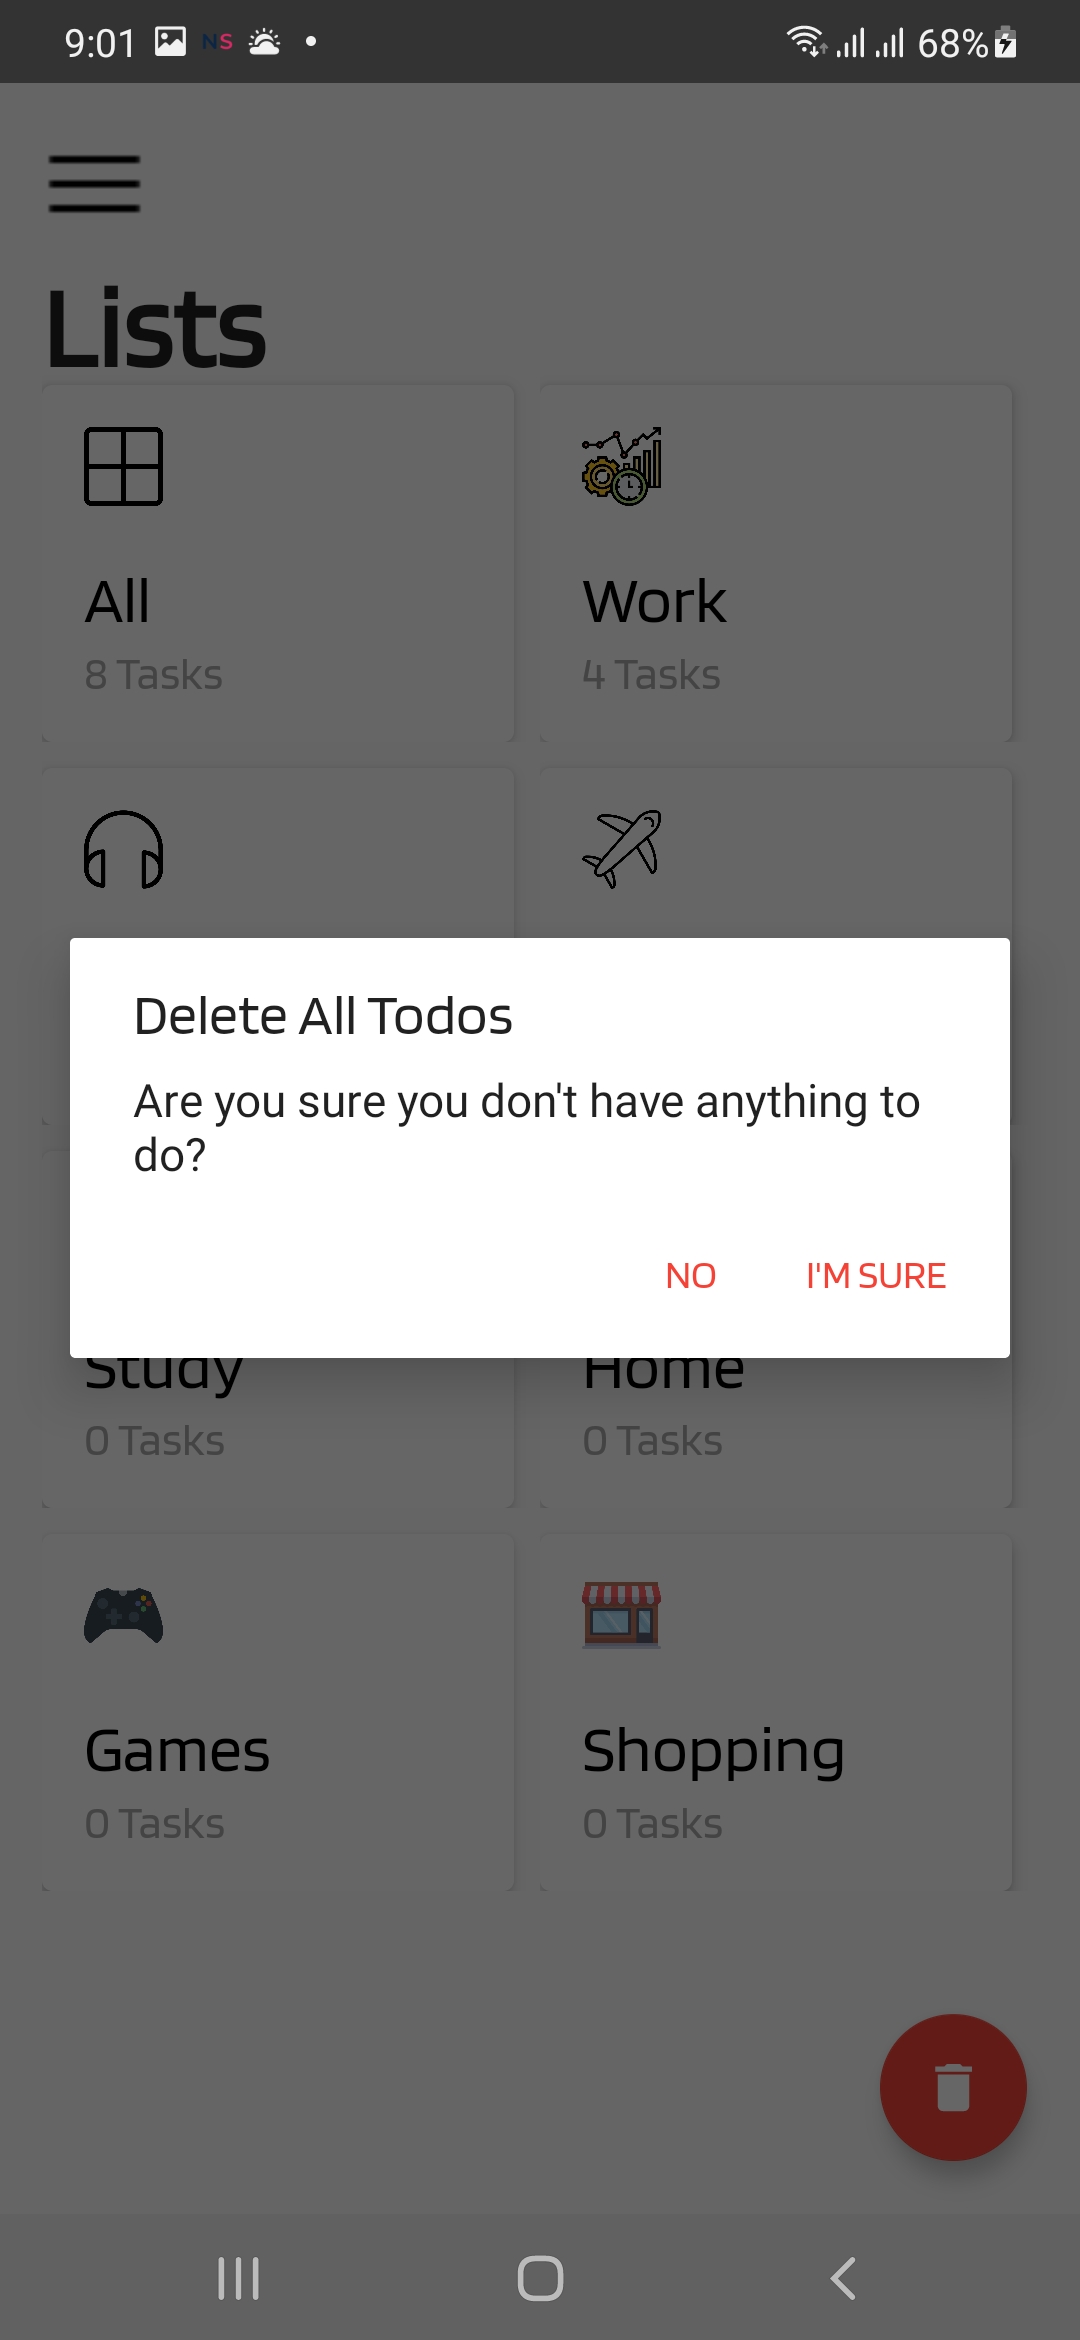 9:01 NS 68%
Lists
All
8 Tasks
Work
4 Tasks
Delete All Todos
Are you sure you don't have anything to
do?
NO
I'M SURE
Study
0 Tasks
Home
0 Tasks
Games
0 Tasks
Shopping
0 Tasks